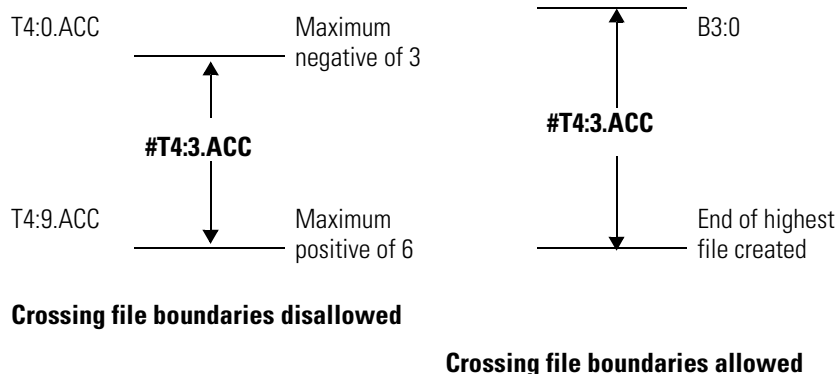 T4:0.ACC
Maximum
negative of 3
#T4:3.ACC
T4:9.ACC
Maximum
positive of 6
Crossing file boundaries disallowed
B3:0
#T4:3.ACC
End of highest
file created
Crossing file boundaries allowed